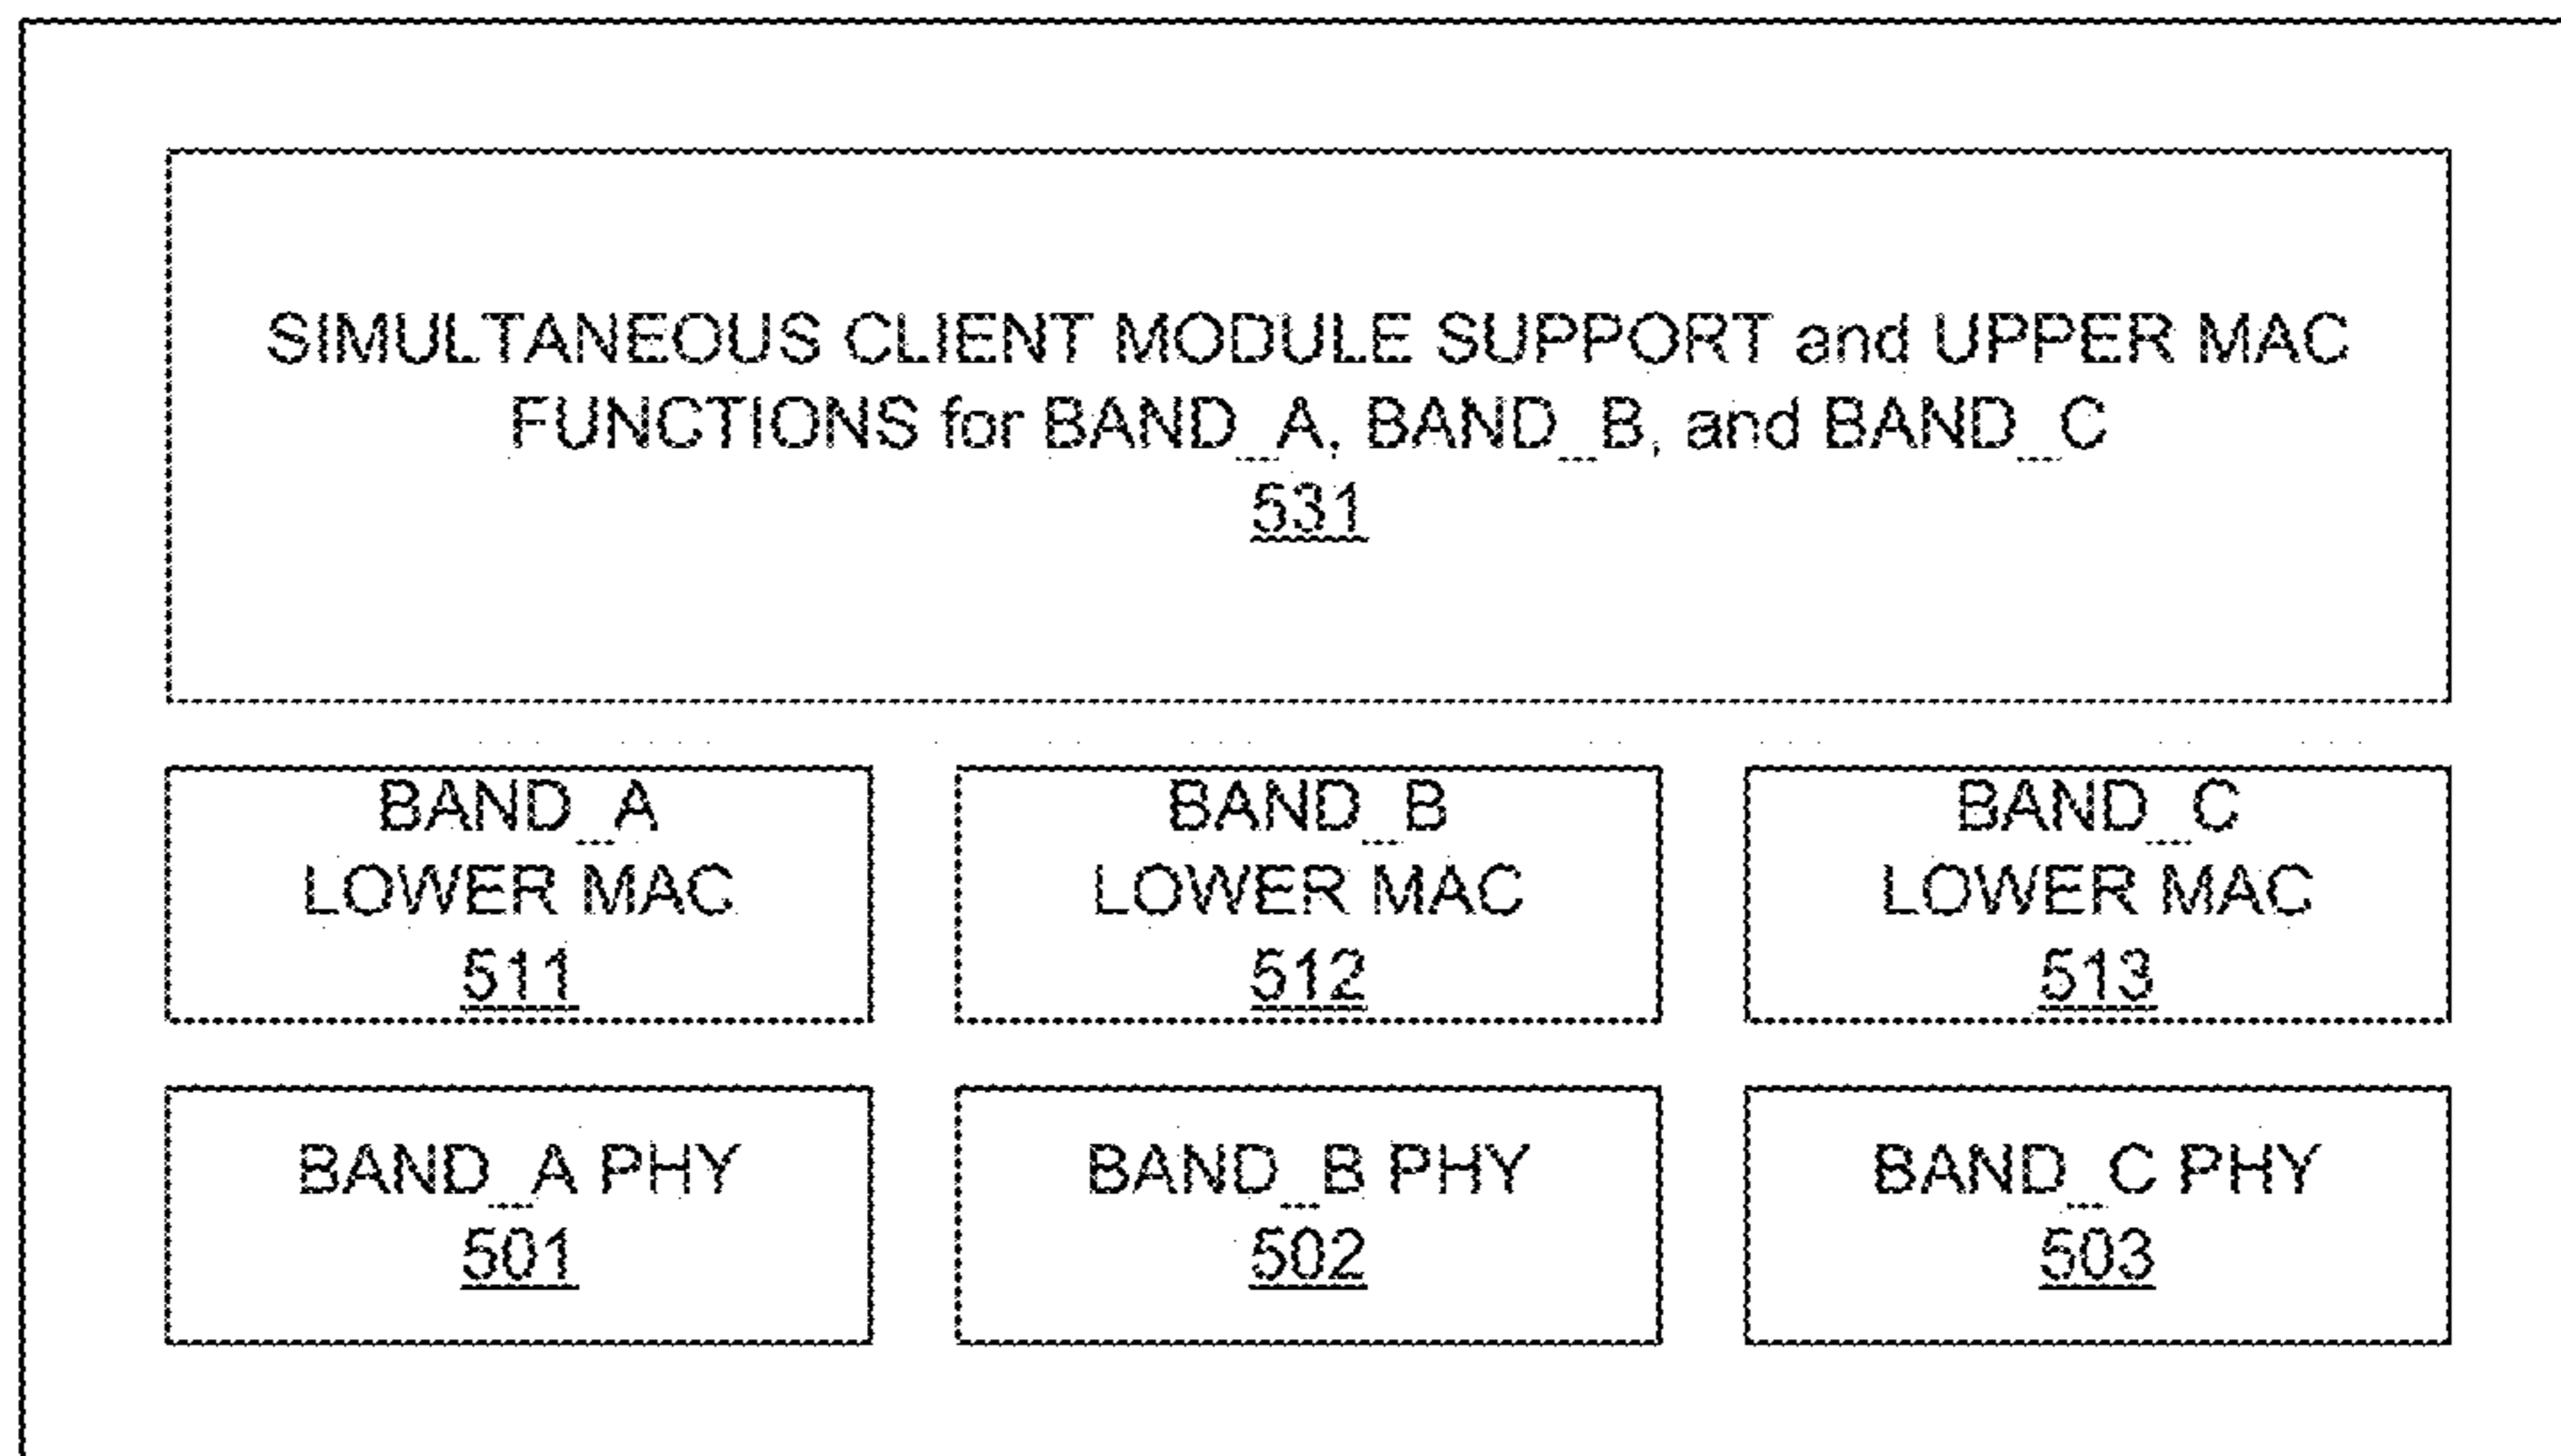 SIMULTANEOUS CLIENT MODULE SUPPORT and UPPER MAC
FUNCTIONS for BAND_A, BAND_B, and BAND_C
531
BAND_A
LOWER MAC
511
BAND_B
LOWER MAC
512
BAND_C
LOWER MAC
513
BAND_A PHY
501
BAND_B PHY
502
BAND_C PHY
503